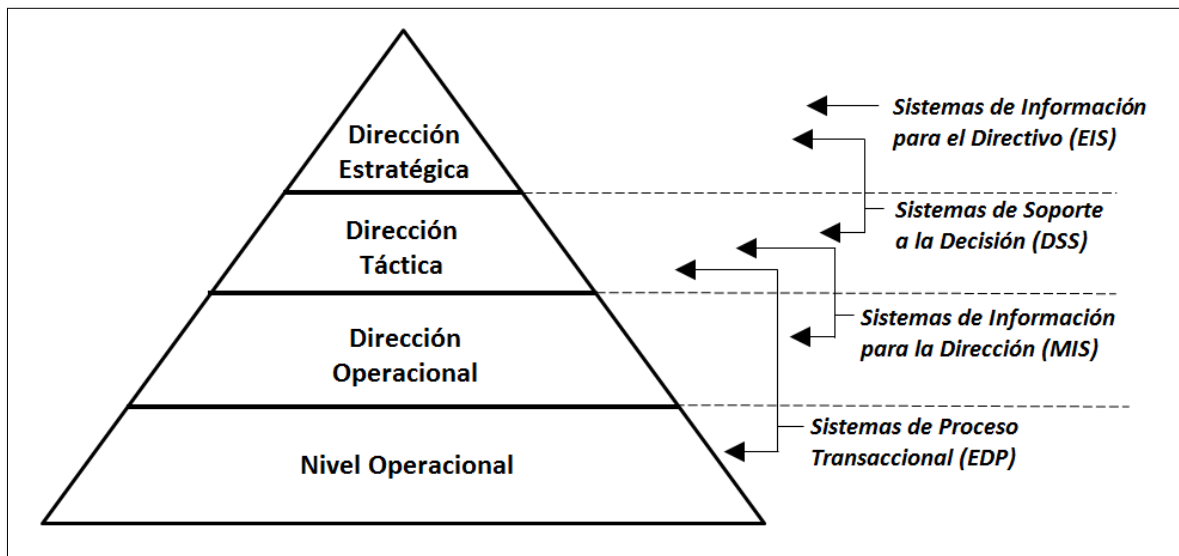 Dirección
Estratégica
Dirección
Táctica
Dirección
Operacional
Nivel Operacional
Sistemas de Información
para el Directivo (EIS)
Sistemas de Soporte
a la Decisión (DSS)
Sistemas de Información
para la Dirección (MIS)
Sistemas de Proceso
Transaccional (EDP)